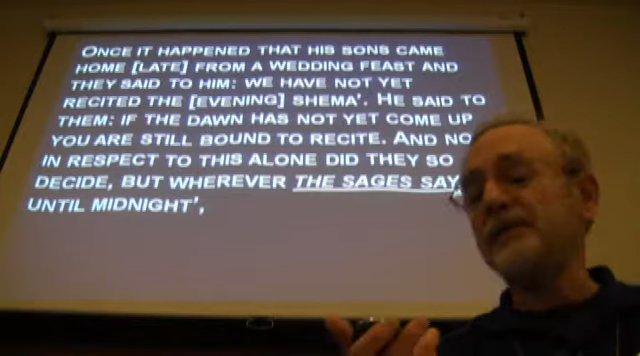 ONCE IT HAPPENED THAT HIS SONS CAME
HOME [LATE] FROM A WEDDING FEAST AND
THEY SAID TO HIM: WE HAVE NOT YET
RECITED THE [EVENING] SHEMA'. HE SAID TO
THEM: IF THE DAWN HAS NOT YET COME UP
YOU ARE STILL BOUND TO RECITE. AND NO
IN RESPECT TO THIS ALONE DID THEY SO
DECIDE, BUT WHEREVER THE SAGES SAY
UNTIL MIDNIGHT',